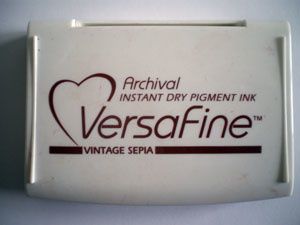 Archival
INSTANT DRY PIGMENT INK
VersaFine™
VINTAGE SEPIA